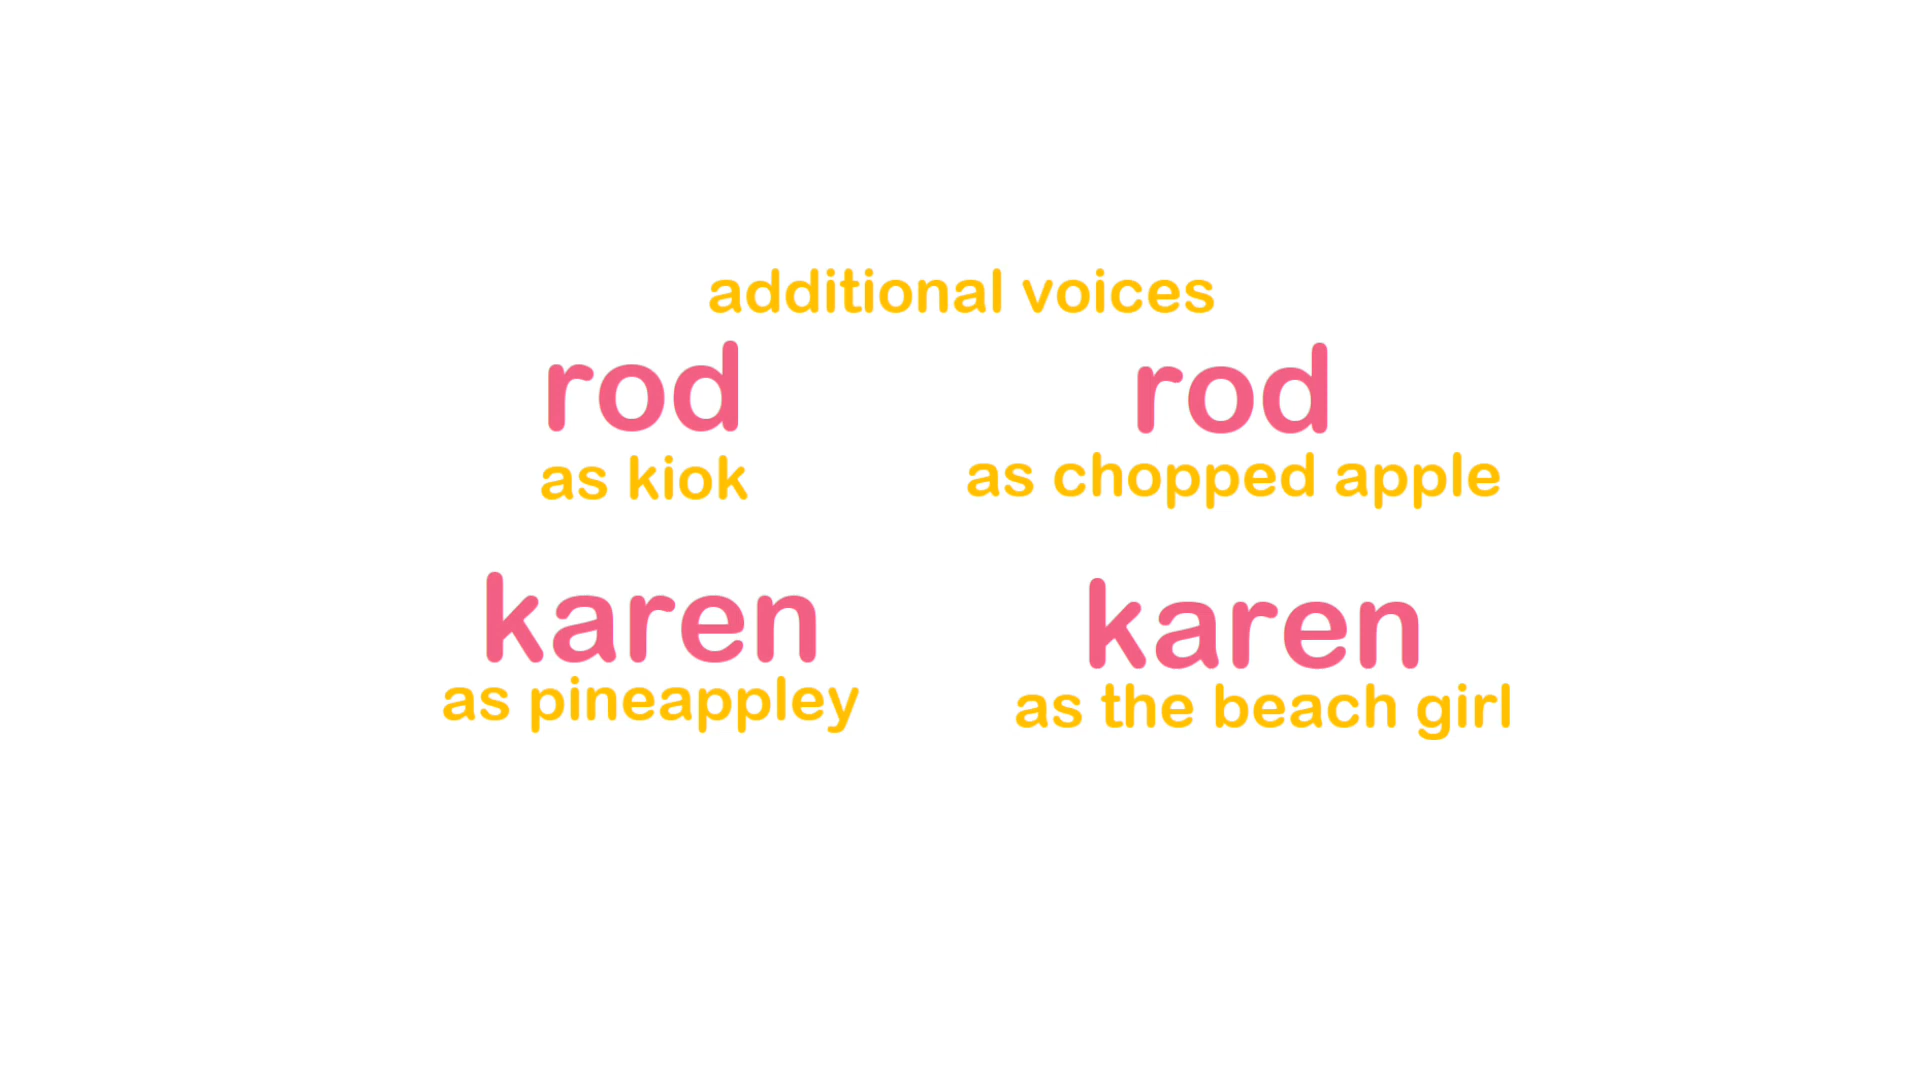 additional voices
rod
as kiok
rod
as chopped apple
karen
as pineappley
karen
as the beach girl